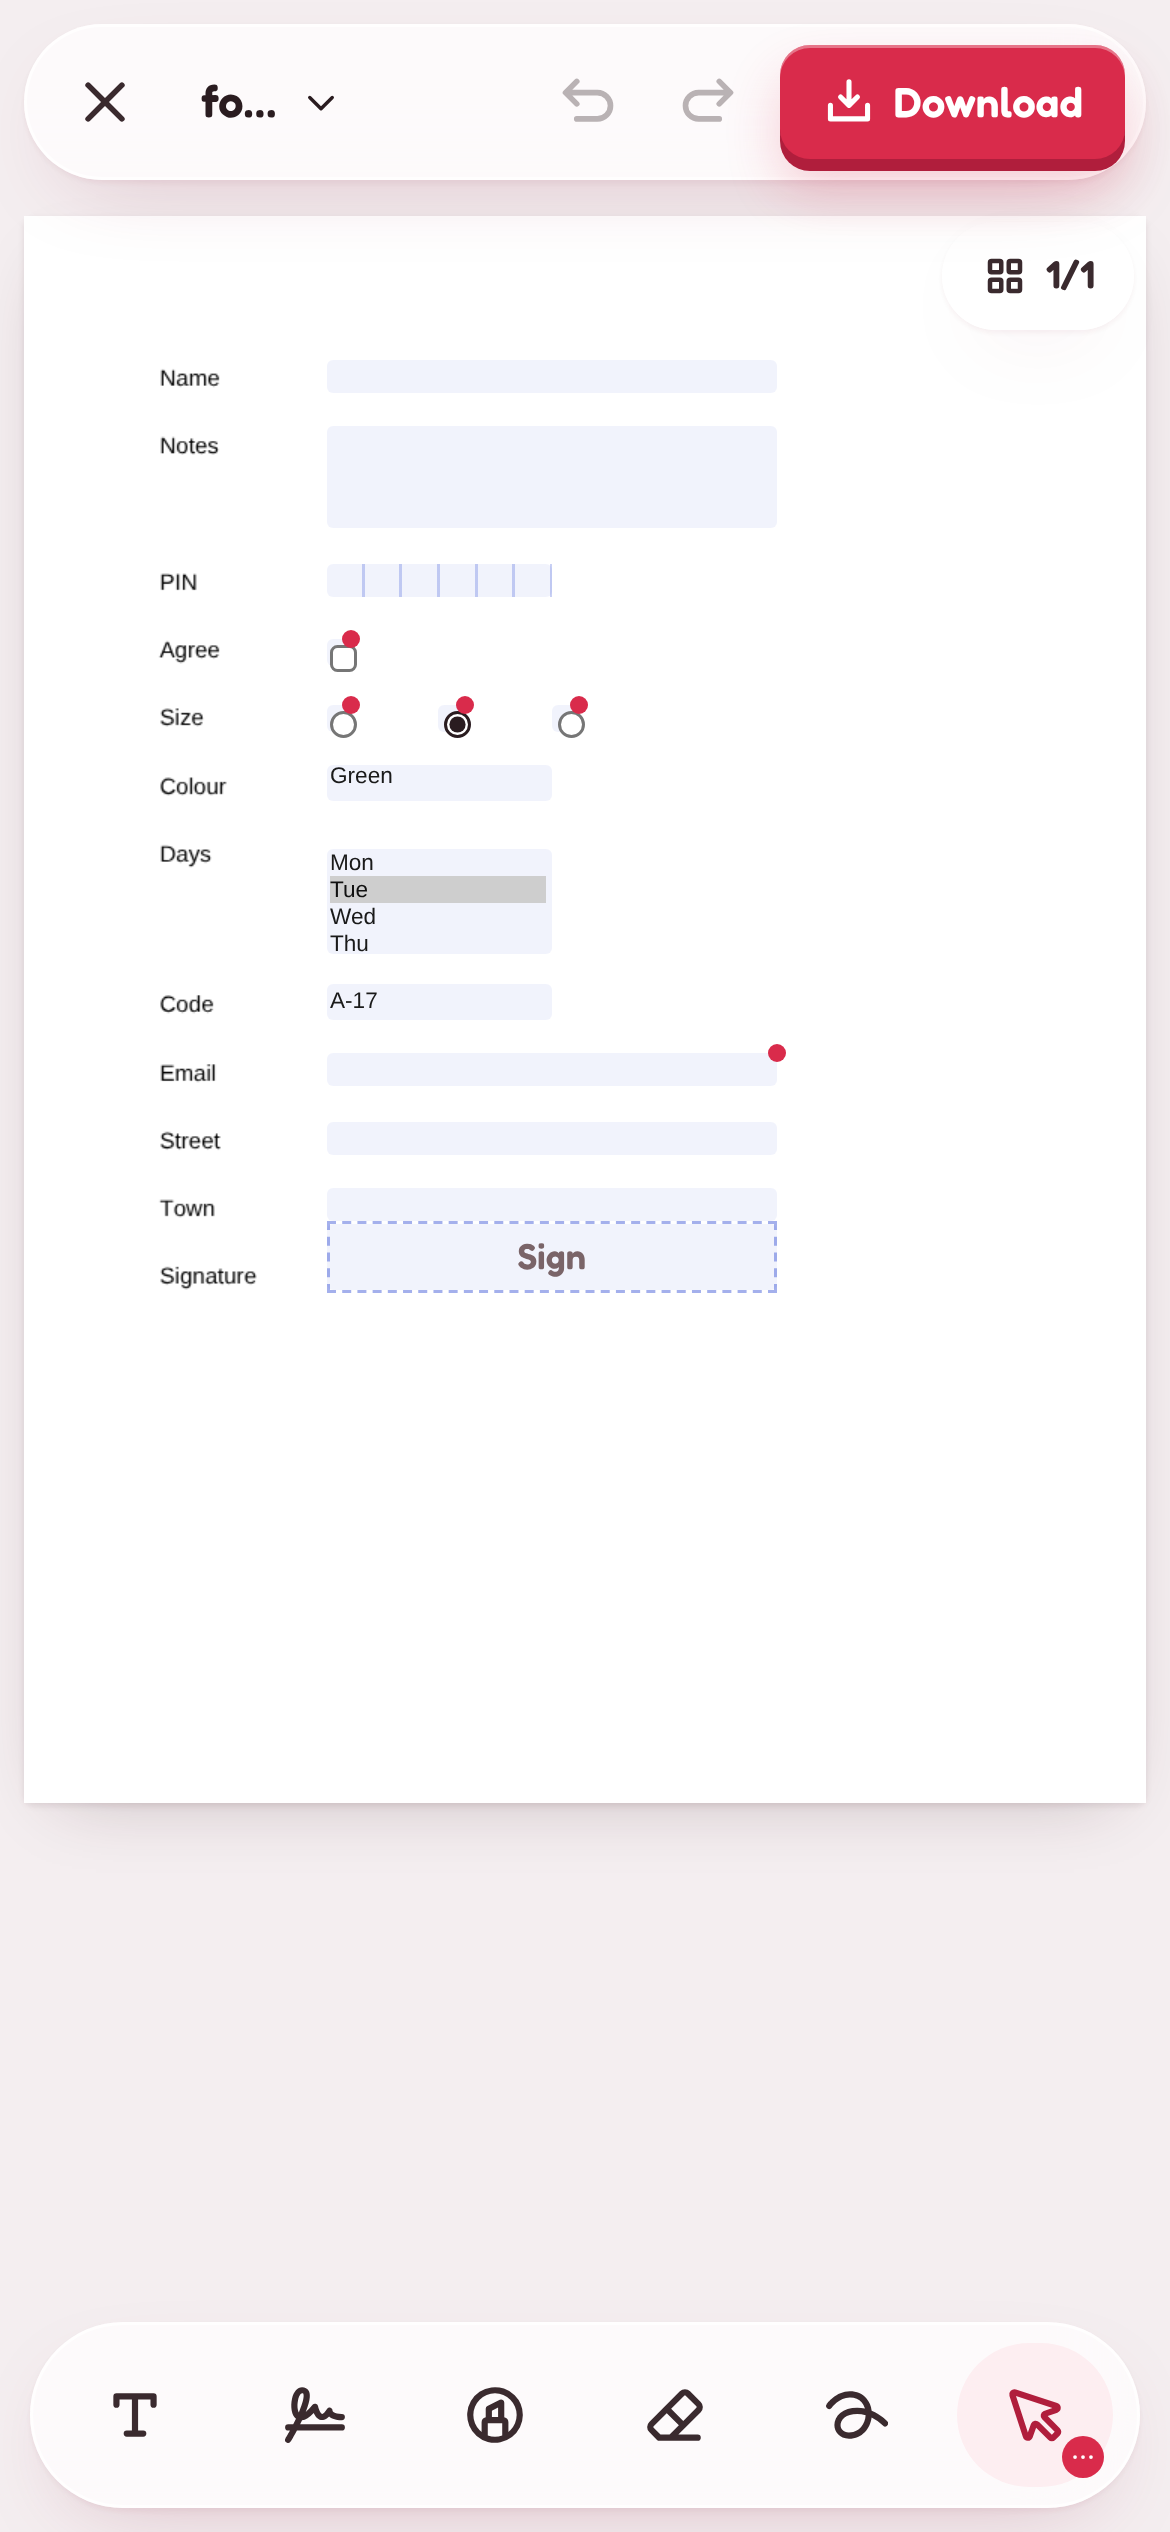 fo...
Download
1/1
Name
Notes
PIN
Agree
Size
Colour Green
Days
Mon
Tue
Wed
Thu
Code A-17
Email
Street
Town
Sign
Signature